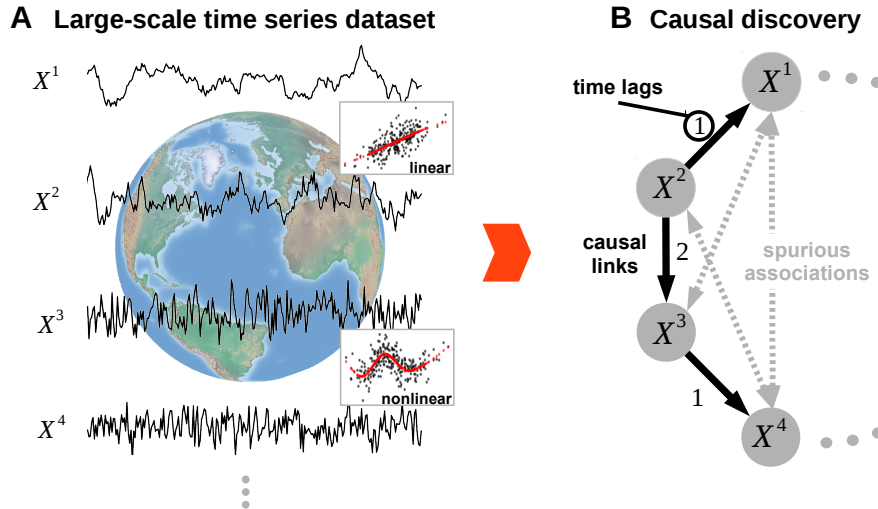 A Large-scale time series dataset
X¹
linear
X²
X³
nonlinear
X⁴
B Causal discovery
time lags
1
X¹
X²
causal
links
2
spurious
associations
X³
1
X⁴